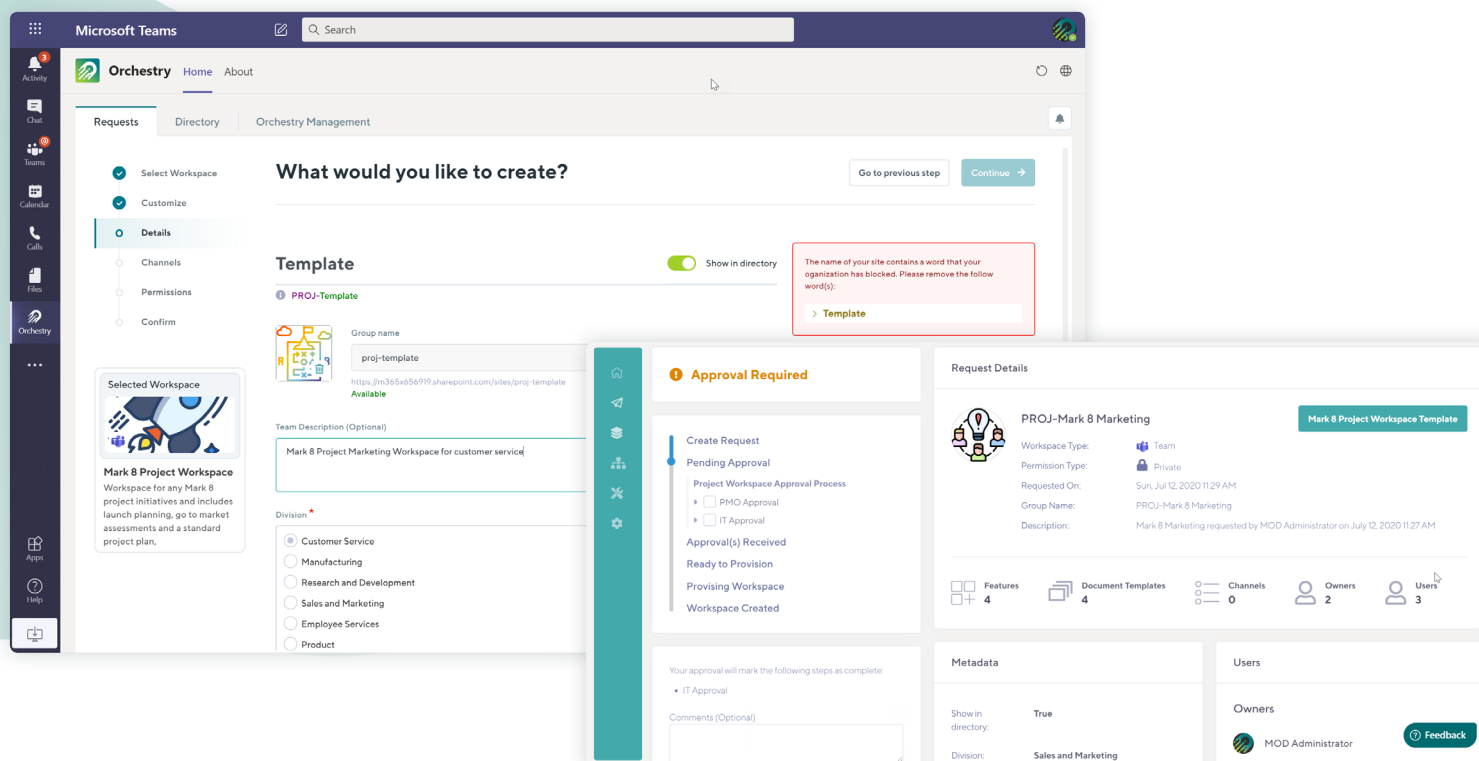 Microsoft Teams
Search
3
Activity
Chat
Teams
Calendar
Calls
Files
Orchestry
Apps
Help
Orchestry Home About
Requests Directory Orchestry Management
Select Workspace
Customize
Details
Channels
Permissions
Confirm
Selected Workspace
Mark 8 Project Workspace
Workspace for any Mark 8
project initiatives and includes
launch planning, go to market
assessments and a standard
project plan,
What would you like to create?
Go to previous step
Continue
Template
Show in directory
PROJ-Template
The name of your site contains a word that your
oganization has blocked. Please remove the follow
word(s):
Template
Group name
proj-template
https://m365x656919.sharepoint.com/sites/proj-template
Available
Team Description (Optional)
Mark 8 Project Marketing Workspace for customer service
Division *
Customer Service
Manufacturing
Research and Development
Sales and Marketing
Employee Services
Product
Approval Required
Create Request
Pending Approval
Project Workspace Approval Process
PMO Approval
IT Approval
Approval(s) Received
Ready to Provision
Provising Workspace
Workspace Created
Your approval will mark the following steps as complete:
• IT Approval
Comments (Optional)
Request Details
PROJ-Mark 8 Marketing
Mark 8 Project Workspace Template
Workspace Type: Team
Permission Type: Private
Requested On: Sun, Jul 12, 2020 11:29 AM
Group Name: PROJ-Mark 8 Marketing
Description: Mark 8 Marketing requested by MOD Administrator on July 12, 2020 11:27 AM
Features
4
Document Templates
4
Channels
0
Owners
2
Users
3
Metadata
Show in
directory:
True
Division: Sales and Marketing
Users
Owners
MOD Administrator
Feedback